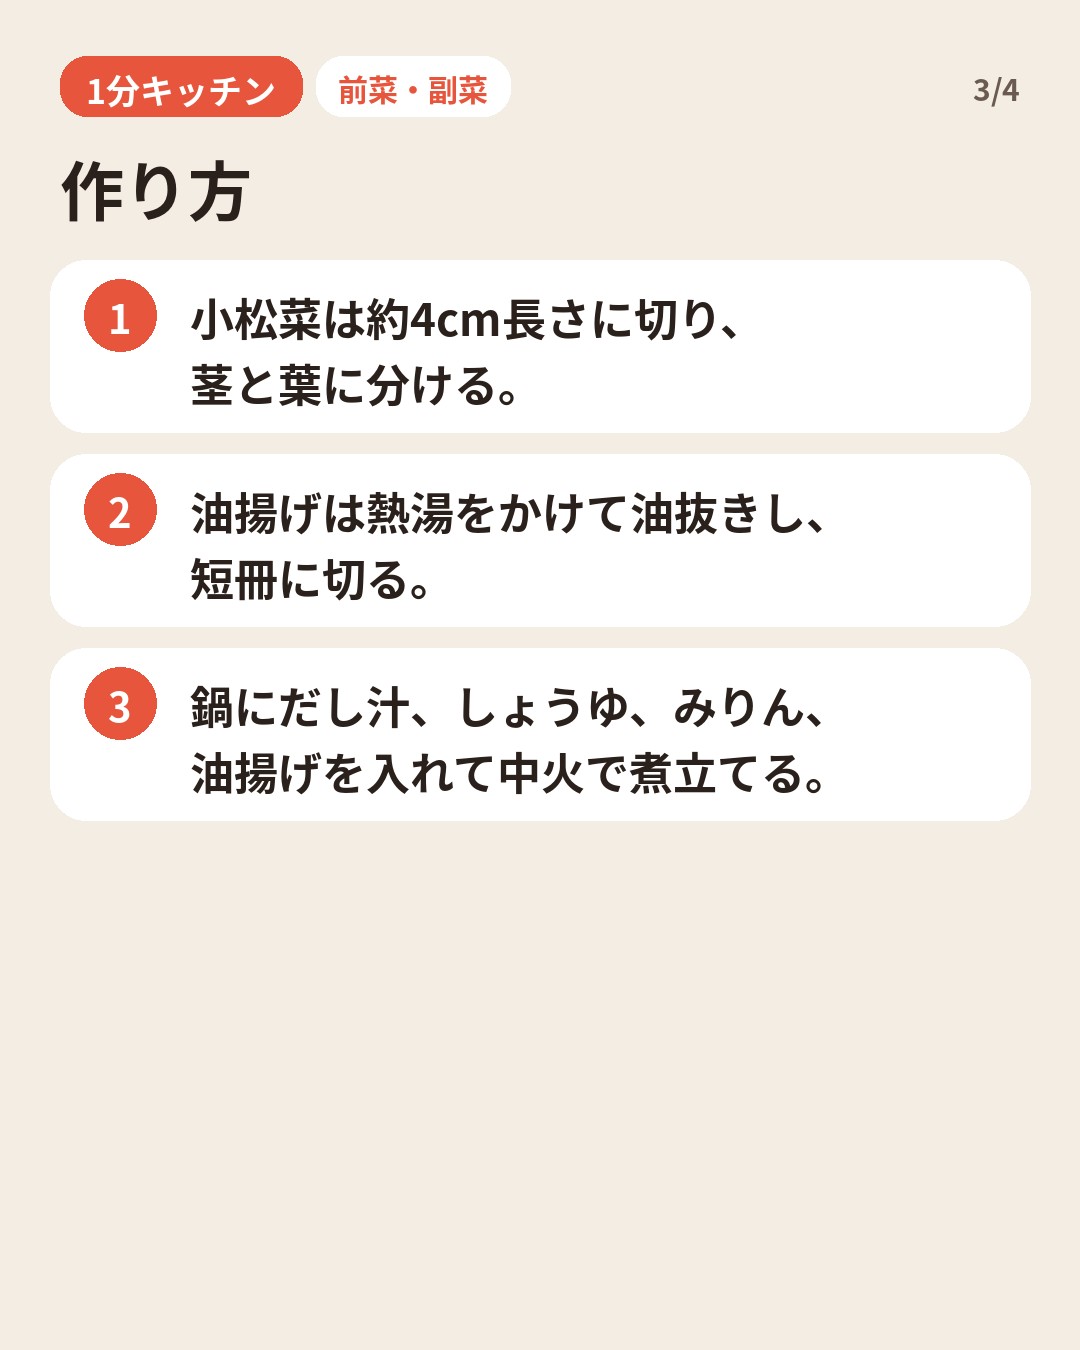 1分キッチン
前菜・副菜
3/4
作り方
1
小松菜は約4cm長さに切り、
茎と葉に分ける。
2
油揚げは熱湯をかけて油抜きし、
短冊に切る。
3
鍋にだし汁、しょうゆ、みりん、
油揚げを入れて中火で煮立てる。